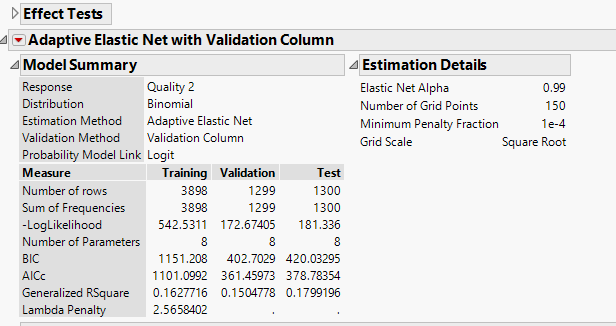 Effect Tests
Adaptive Elastic Net with Validation Column
Model Summary
Response Quality 2
Distribution Binomial
Estimation Method Adaptive Elastic Net
Validation Method Validation Column
Probability Model Link Logit
Measure Training Validation Test
Number of rows 3898 1299 1300
Sum of Frequencies 3898 1299 1300
-LogLikelihood 542.5311 172.67405 181.336
Number of Parameters 8 8 8
BIC 1151.208 402.7029 420.03295
AICc 1101.0992 361.45973 378.78354
Generalized RSquare 0.1627716 0.1504778 0.1799196
Lambda Penalty 2.5658402 . .
Estimation Details
Elastic Net Alpha 0.99
Number of Grid Points 150
Minimum Penalty Fraction 1e-4
Grid Scale Square Root